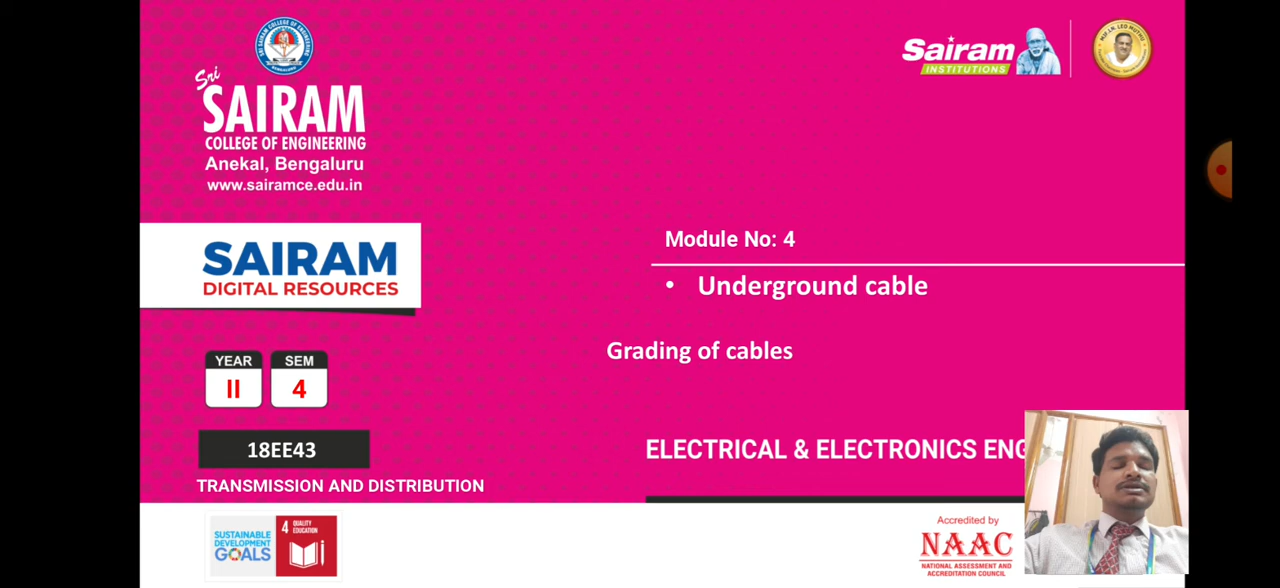 Sri
SAIRAM
COLLEGE OF ENGINEERING
Anekal, Bengaluru
www.sairamce.edu.in
Sairam
INSTITUTIONS
SAIRAM
DIGITAL RESOURCES
Module No: 4
• Underground cable
Grading of cables
YEAR SEM
II 4
18EE43
TRANSMISSION AND DISTRIBUTION
ELECTRICAL & ELECTRONICS ENG
SUSTAINABLE
DEVELOPMENT
GOALS
4 QUALITY
EDUCATION
Accredited by
NAAC
NATIONAL ASSESSMENT AND
ACCREDITATION COUNCIL